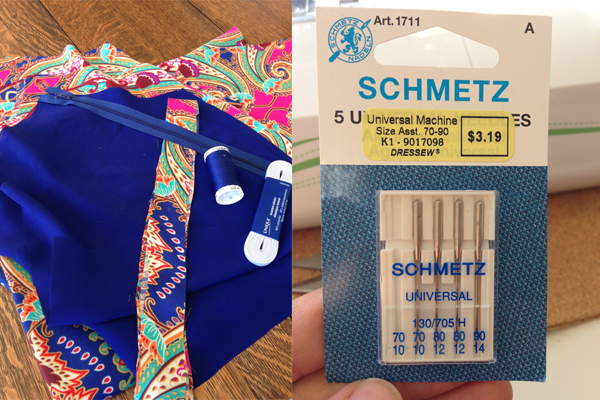 Art.1711
A
SCHMETZ
NADELN
SCHMETZ
5 U
ES
Universal Machine
Size Asst. 70-90
K1 - 9017098
DRESSEW®
$3.19
SCHMETZ
UNIVERSAL
130/705 H
70 70 80 80 90
10 10 12 12 14
UNIQUE